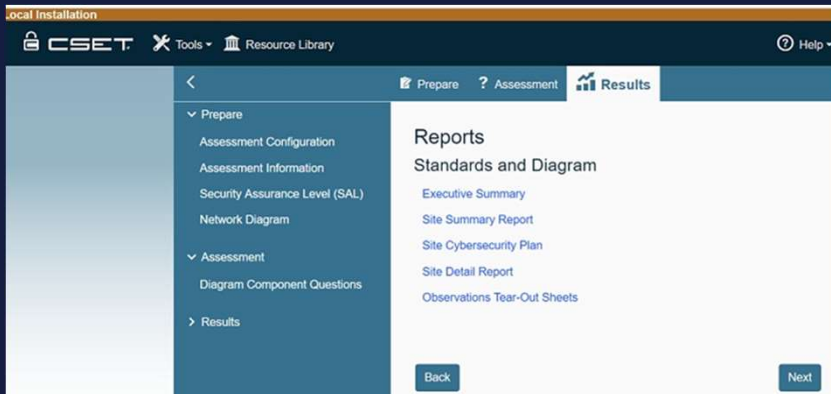 Local Installation
CSET Tools Resource Library Help
Prepare Assessment Results
Prepare
Assessment Configuration
Assessment Information
Security Assurance Level (SAL)
Network Diagram
Assessment
Diagram Component Questions
Results
Reports
Standards and Diagram
Executive Summary
Site Summary Report
Site Cybersecurity Plan
Site Detail Report
Observations Tear-Out Sheets
Back Next